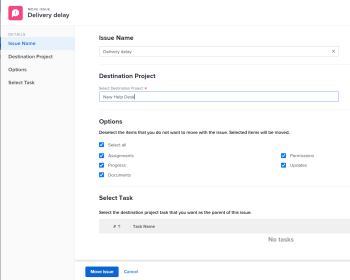 MOVE ISSUE
Delivery delay
DETAILS
Issue Name
Destination Project
Options
Select Task
Issue Name
Delivery delay
Destination Project
Select Destination Project
New Help Desk
Options
Deselect the items that you do not want to move with the issue. Selected items will be moved.
Select all
Assignments
Permissions
Progress
Updates
Documents
Select Task
Select the destination project task that you want as the parent of this issue.
# ↑ Task Name
No tasks
Move Issue Cancel